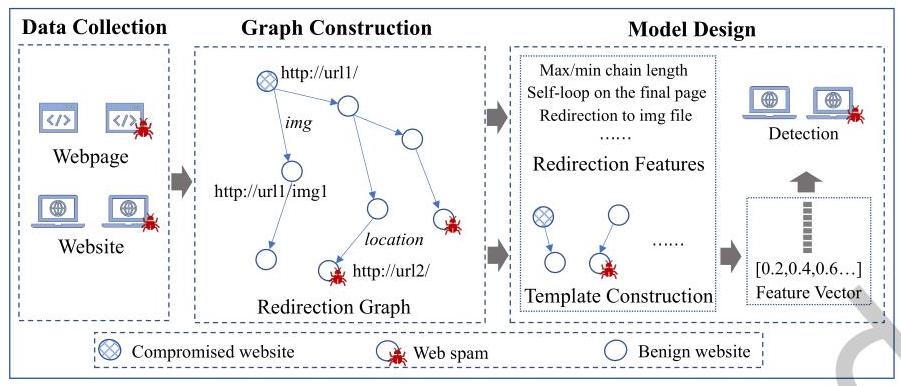 Data Collection
Graph Construction
Model Design
</>
</>
Webpage
Website
http://url1/
img
http://url1/img1
location
http://url2/
Redirection Graph
Max/min chain length
Self-loop on the final page
Redirection to img file
......
Redirection Features
......
Template Construction
Detection
[0.2,0.4,0.6…]
Feature Vector
Compromised website
Web spam
Benign website